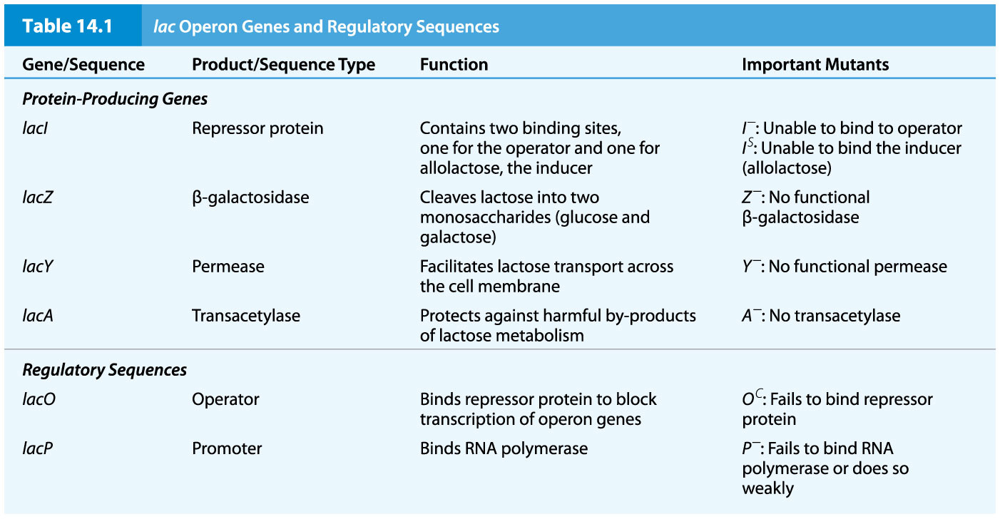 Table 14.1 lac Operon Genes and Regulatory Sequences
Gene/Sequence Product/Sequence Type Function Important Mutants
Protein-Producing Genes
lacI Repressor protein Contains two binding sites, I⁻: Unable to bind to operator
one for the operator and one for Iˢ: Unable to bind the inducer
allolactose, the inducer (allolactose)
lacZ β-galactosidase Cleaves lactose into two Z⁻: No functional
monosaccharides (glucose and β-galactosidase
galactose)
lacY Permease Facilitates lactose transport across Y⁻: No functional permease
the cell membrane
lacA Transacetylase Protects against harmful by-products A⁻: No transacetylase
of lactose metabolism
Regulatory Sequences
lacO Operator Binds repressor protein to block Oᶜ: Fails to bind repressor
transcription of operon genes protein
lacP Promoter Binds RNA polymerase P⁻: Fails to bind RNA
polymerase or does so
weakly